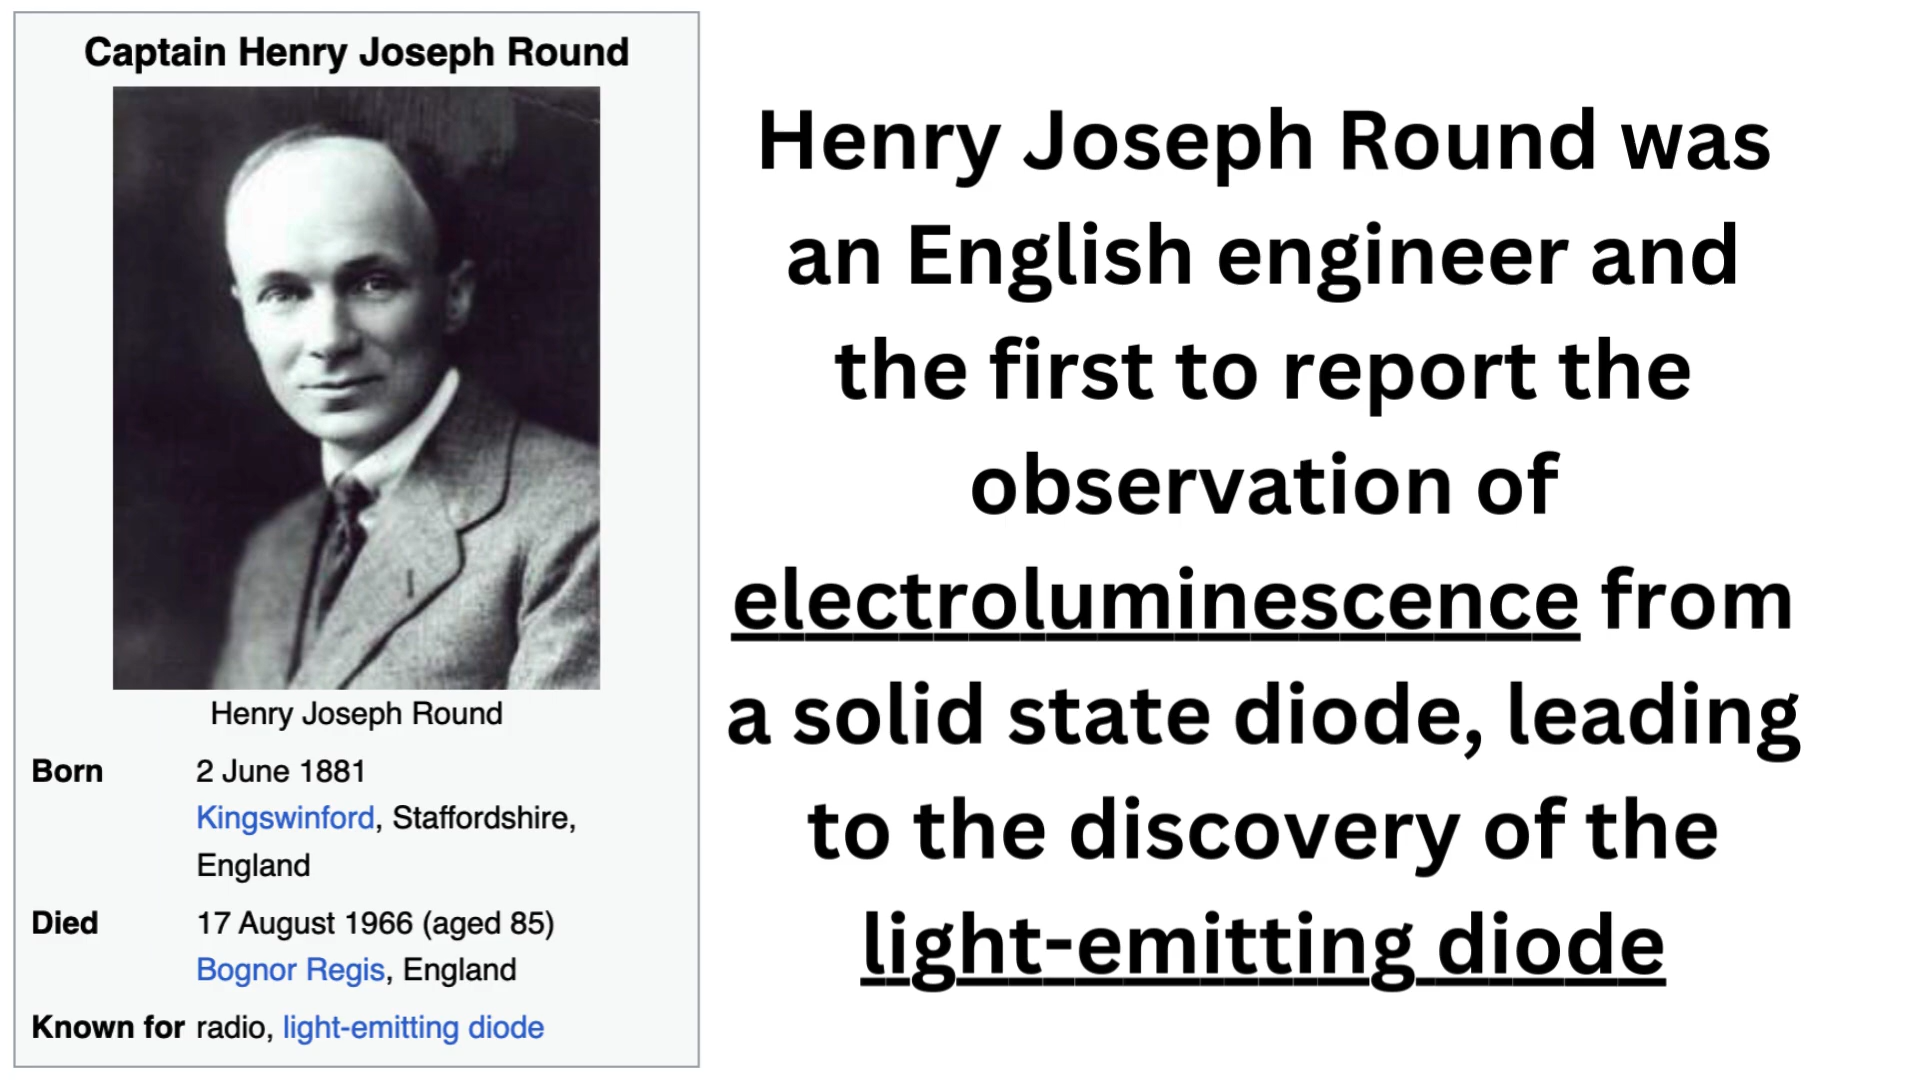 Captain Henry Joseph Round
Henry Joseph Round
Born 2 June 1881
Kingswinford, Staffordshire,
England
Died 17 August 1966 (aged 85)
Bognor Regis, England
Known for radio, light-emitting diode
Henry Joseph Round was
an English engineer and
the first to report the
observation of
electroluminescence from
a solid state diode, leading
to the discovery of the
light-emitting diode